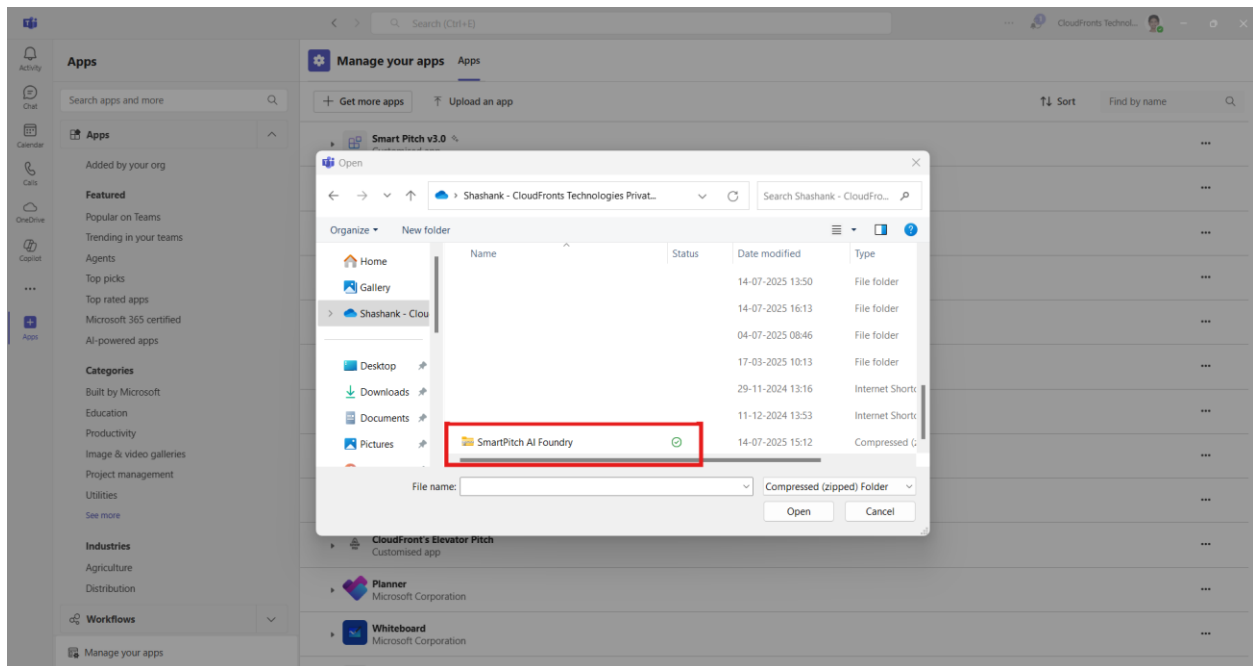 Search (Ctrl+E)
CloudFronts Technol...
Activity
Chat
Calendar
Calls
OneDrive
Copilot
Apps
Apps
Search apps and more
Apps
Added by your org
Featured
Popular on Teams
Trending in your teams
Agents
Top picks
Top rated apps
Microsoft 365 certified
AI-powered apps
Categories
Built by Microsoft
Education
Productivity
Image & video galleries
Project management
Utilities
See more
Industries
Agriculture
Distribution
Workflows
Manage your apps
Manage your apps Apps
Get more apps Upload an app Sort Find by name
Smart Pitch v3.0
Customised app
Open
Shashank - CloudFronts Technologies Privat... Search Shashank - CloudFro...
Organize New folder
Home
Gallery
Shashank - Clou
Desktop
Downloads
Documents
Pictures
Name Status Date modified Type
14-07-2025 13:50 File folder
14-07-2025 16:13 File folder
04-07-2025 08:46 File folder
17-03-2025 10:13 File folder
29-11-2024 13:16 Internet Shortc
11-12-2024 13:53 Internet Shortc
SmartPitch AI Foundry 14-07-2025 15:12 Compressed (z
File name: Compressed (zipped) Folder
Open Cancel
CloudFront's Elevator Pitch
Customised app
Planner
Microsoft Corporation
Whiteboard
Microsoft Corporation